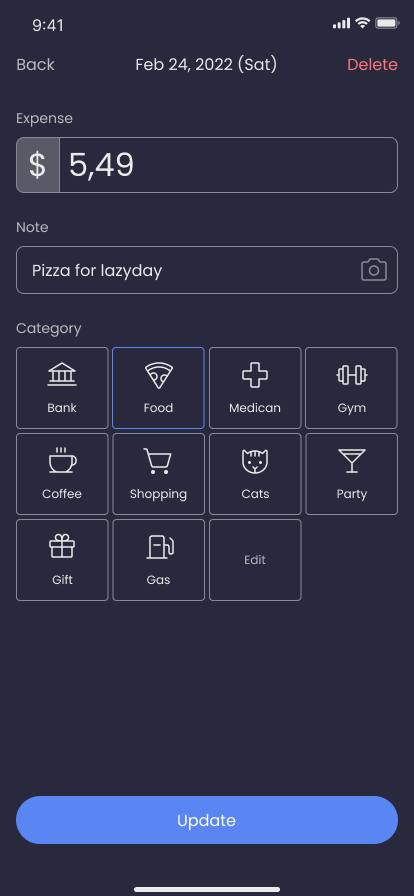 9:41
Back Feb 24, 2022 (Sat) Delete
Expense
$ 5,49
Note
Pizza for lazyday
Category
Bank Food Medican Gym
Coffee Shopping Cats Party
Gift Gas Edit
Update